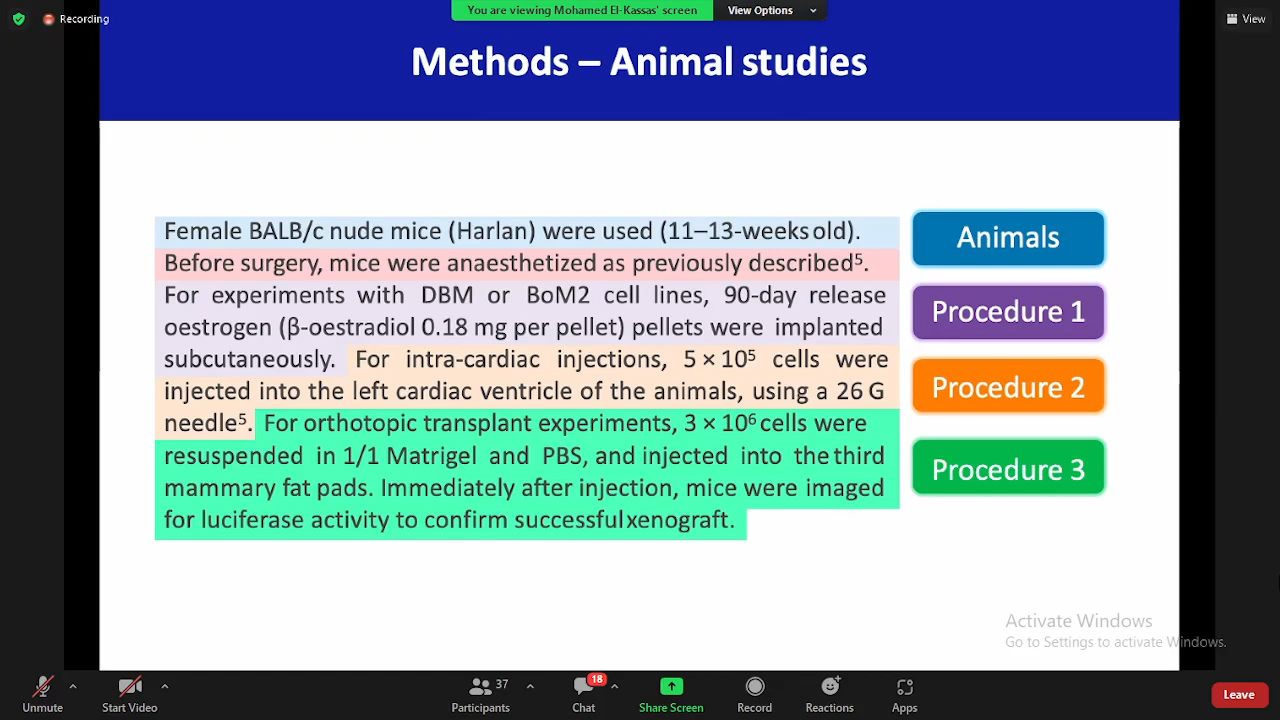 You are viewing Mohamed El-Kassas' screen
View Options
Recording
View
Methods – Animal studies
Female BALB/c nude mice (Harlan) were used (11–13-weeks old).
Before surgery, mice were anaesthetized as previously described⁵.
For experiments with DBM or BoM2 cell lines, 90-day release
oestrogen (β-oestradiol 0.18 mg per pellet) pellets were implanted
subcutaneously. For intra-cardiac injections, 5 × 10⁵ cells were
injected into the left cardiac ventricle of the animals, using a 26 G
needle⁵. For orthotopic transplant experiments, 3 × 10⁶ cells were
resuspended in 1/1 Matrigel and PBS, and injected into the third
mammary fat pads. Immediately after injection, mice were imaged
for luciferase activity to confirm successful xenograft.
Animals
Procedure 1
Procedure 2
Procedure 3
Activate Windows
Go to Settings to activate Windows.
Unmute
Start Video
37
Participants
18
Chat
Share Screen
Record
Reactions
Apps
Leave